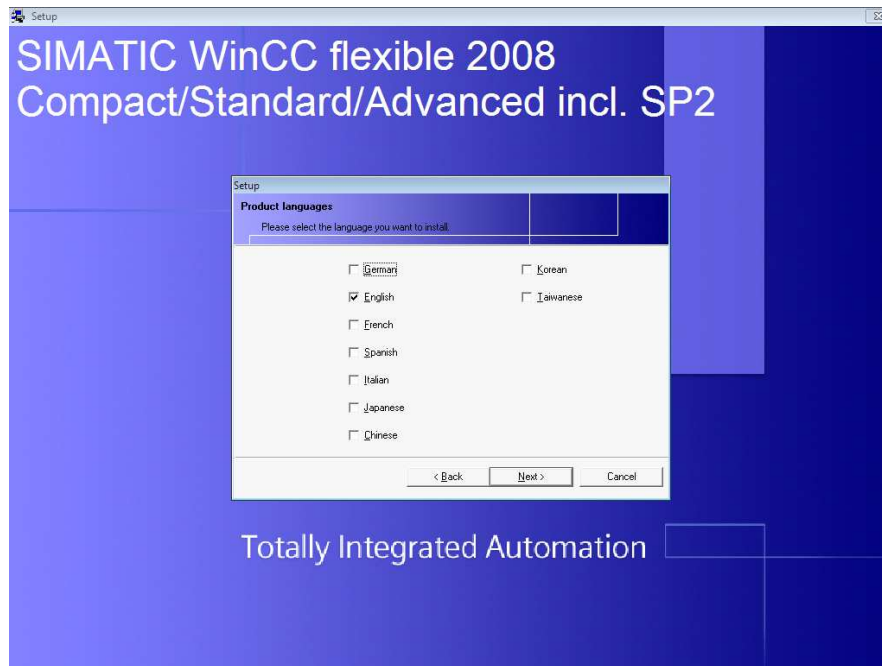 Setup
SIMATIC WinCC flexible 2008
Compact/Standard/Advanced incl. SP2
Setup
Product languages
Please select the language you want to install.
German
English
French
Spanish
Italian
Japanese
Chinese
Korean
Taiwanese
< Back
Next >
Cancel
Totally Integrated Automation